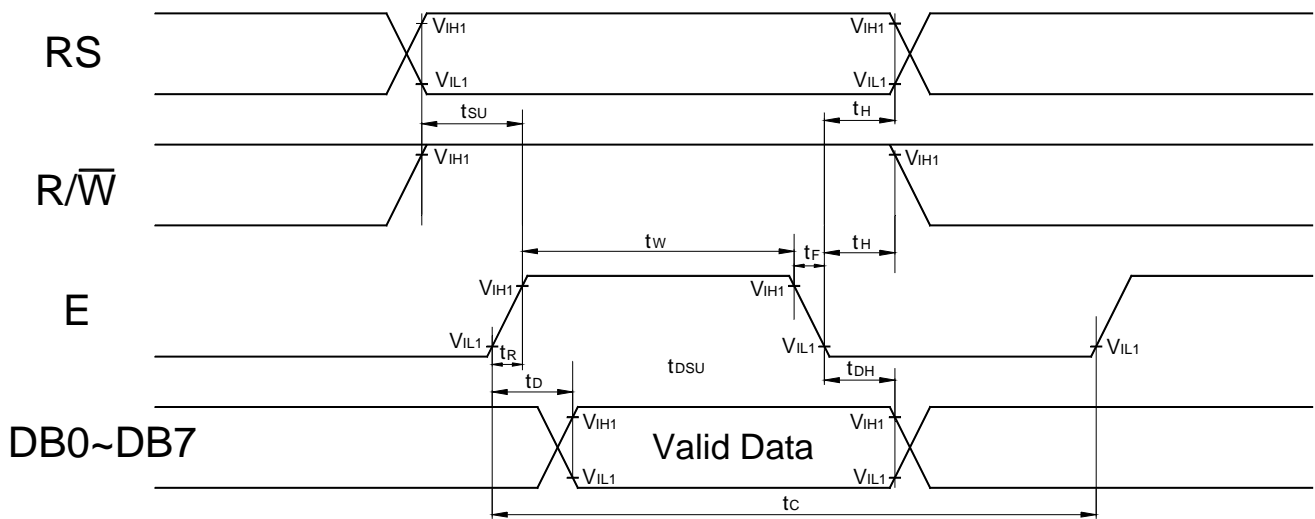 RS
VIH1 VIH1
VIL1 VIL1
tSU tH
R/W̅
VIH1 VIH1
tW tF tH
E
VIH1 VIH1
VIL1 VIL1 VIL1
tR tDSU tDH
tD
DB0~DB7
VIH1 VIH1
Valid Data
VIL1 VIL1
tC